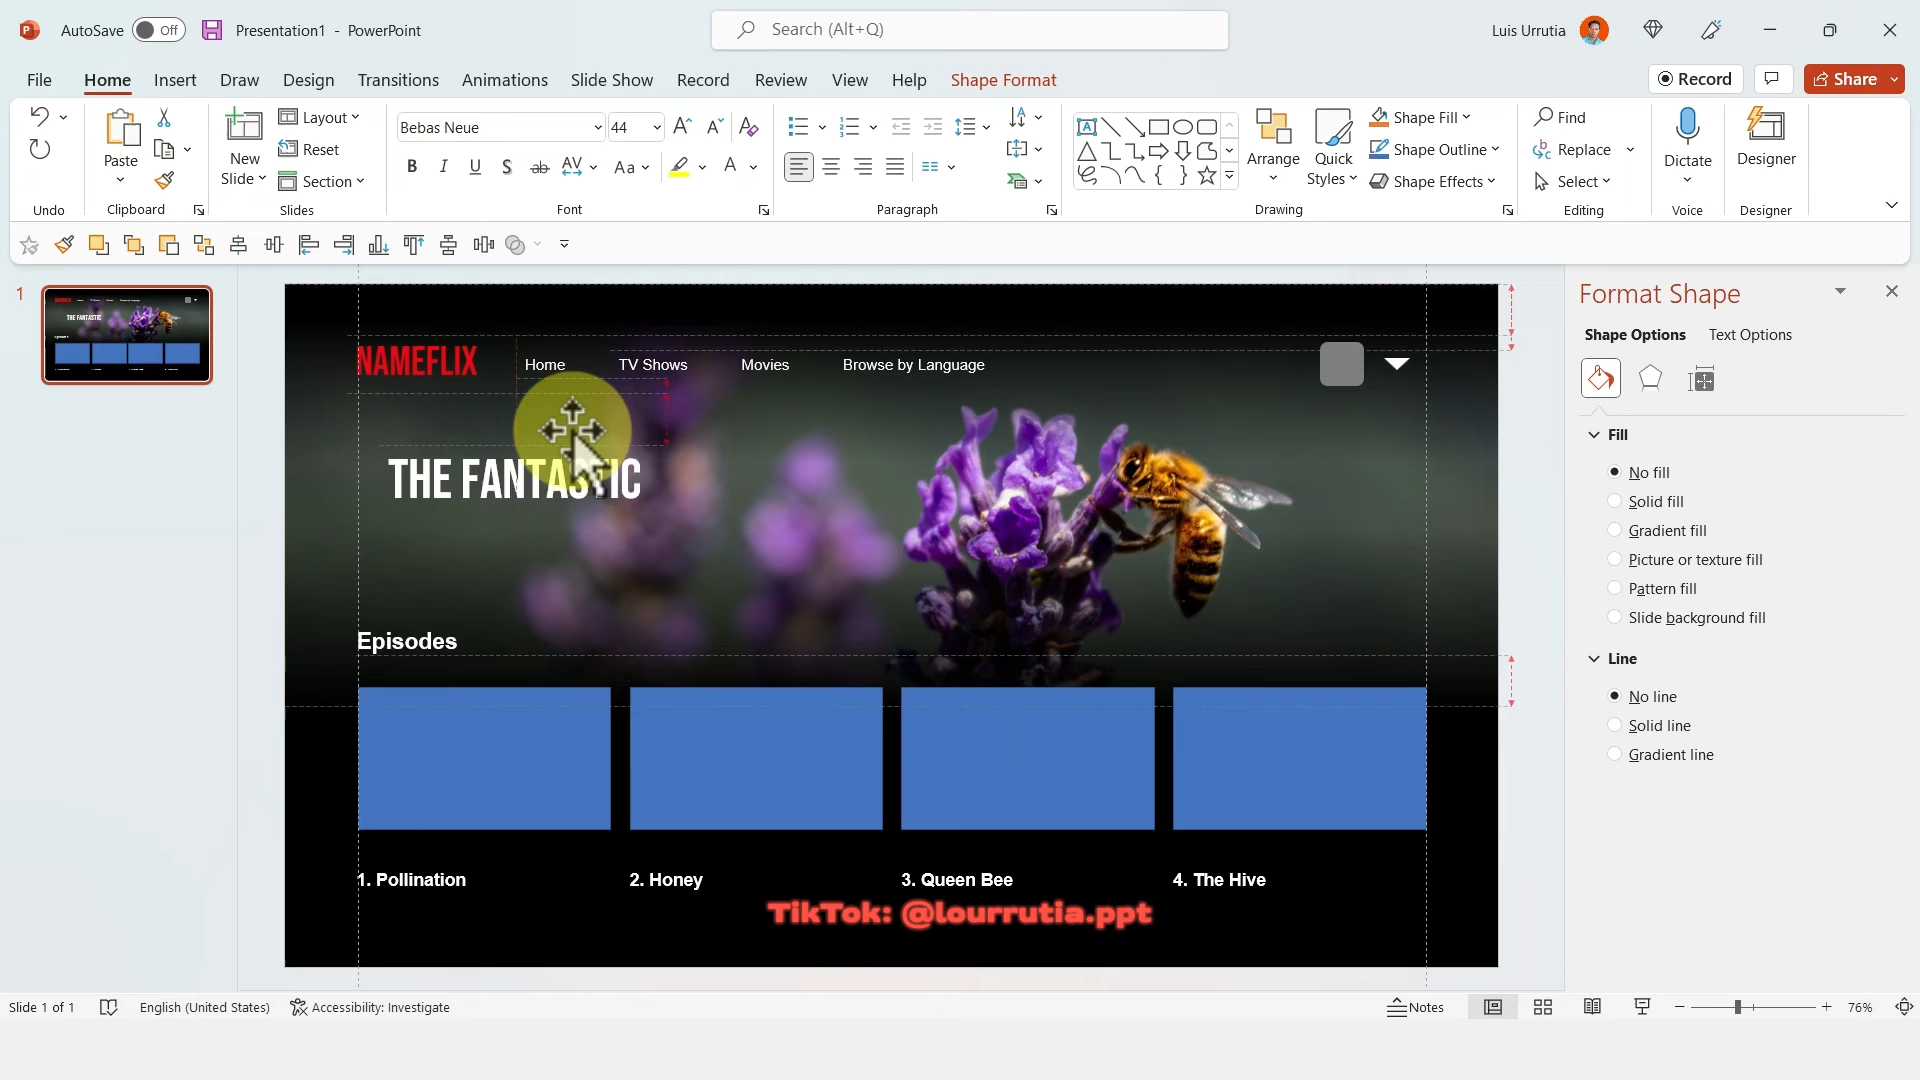 AutoSave Off Presentation1 - PowerPoint Search (Alt+Q) Luis Urrutia
File Home Insert Draw Design Transitions Animations Slide Show Record Review View Help Shape Format Record Share
Paste
Clipboard
Undo
New Slide
Layout
Reset
Section
Slides
Bebas Neue 44
Font
Paragraph
Arrange
Quick Styles
Shape Fill
Shape Outline
Shape Effects
Drawing
Find
Replace
Select
Editing
Dictate
Voice
Designer
Designer
1
NAMEFLIX Home TV Shows Movies Browse by Language
THE FANTASTIC
Episodes
1. Pollination 2. Honey 3. Queen Bee 4. The Hive
TikTok: @lourrutia.ppt
Format Shape
Shape Options Text Options
Fill
No fill
Solid fill
Gradient fill
Picture or texture fill
Pattern fill
Slide background fill
Line
No line
Solid line
Gradient line
Slide 1 of 1 English (United States) Accessibility: Investigate Notes 76%